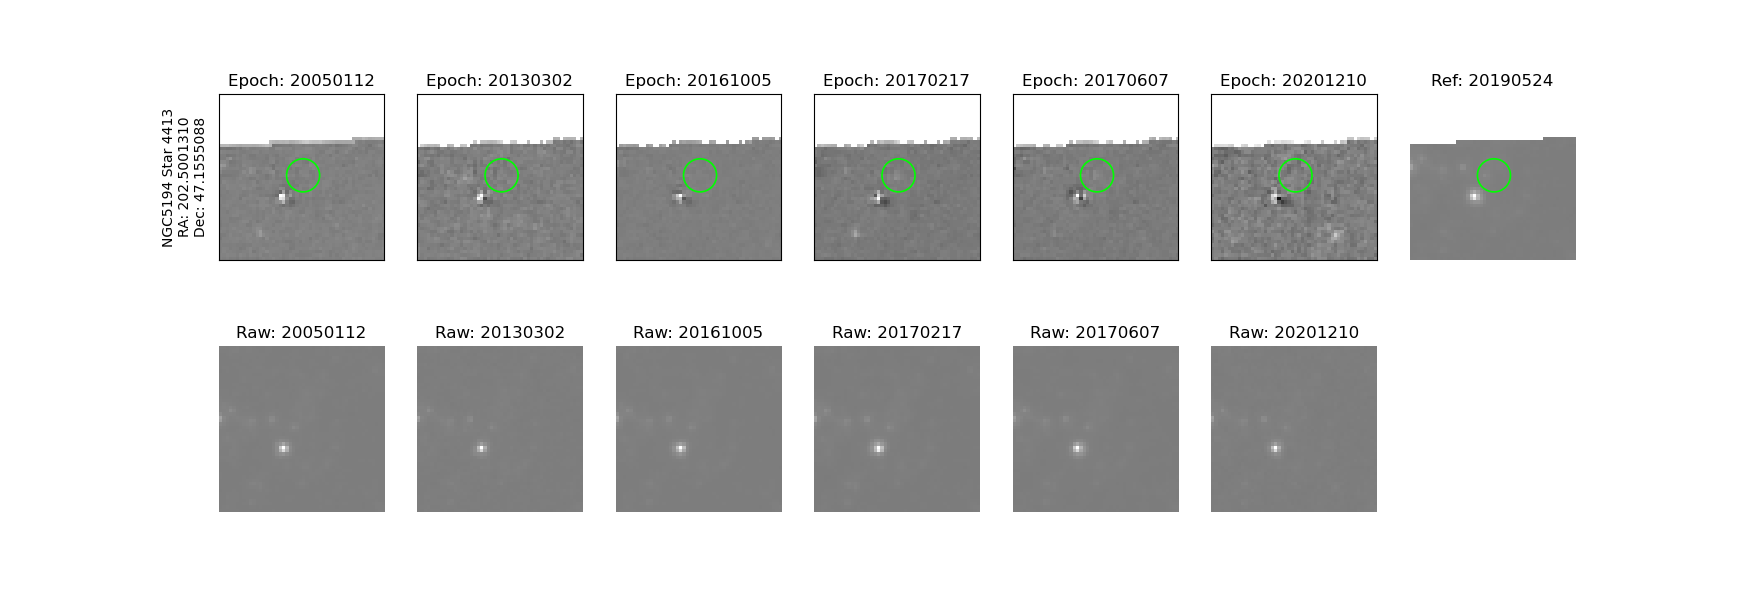 Epoch: 20050112
Epoch: 20130302
Epoch: 20161005
Epoch: 20170217
Epoch: 20170607
Epoch: 20201210
Ref: 20190524
NGC5194 Star 4413
RA: 202.5001310
Dec: 47.1555088
Raw: 20050112
Raw: 20130302
Raw: 20161005
Raw: 20170217
Raw: 20170607
Raw: 20201210